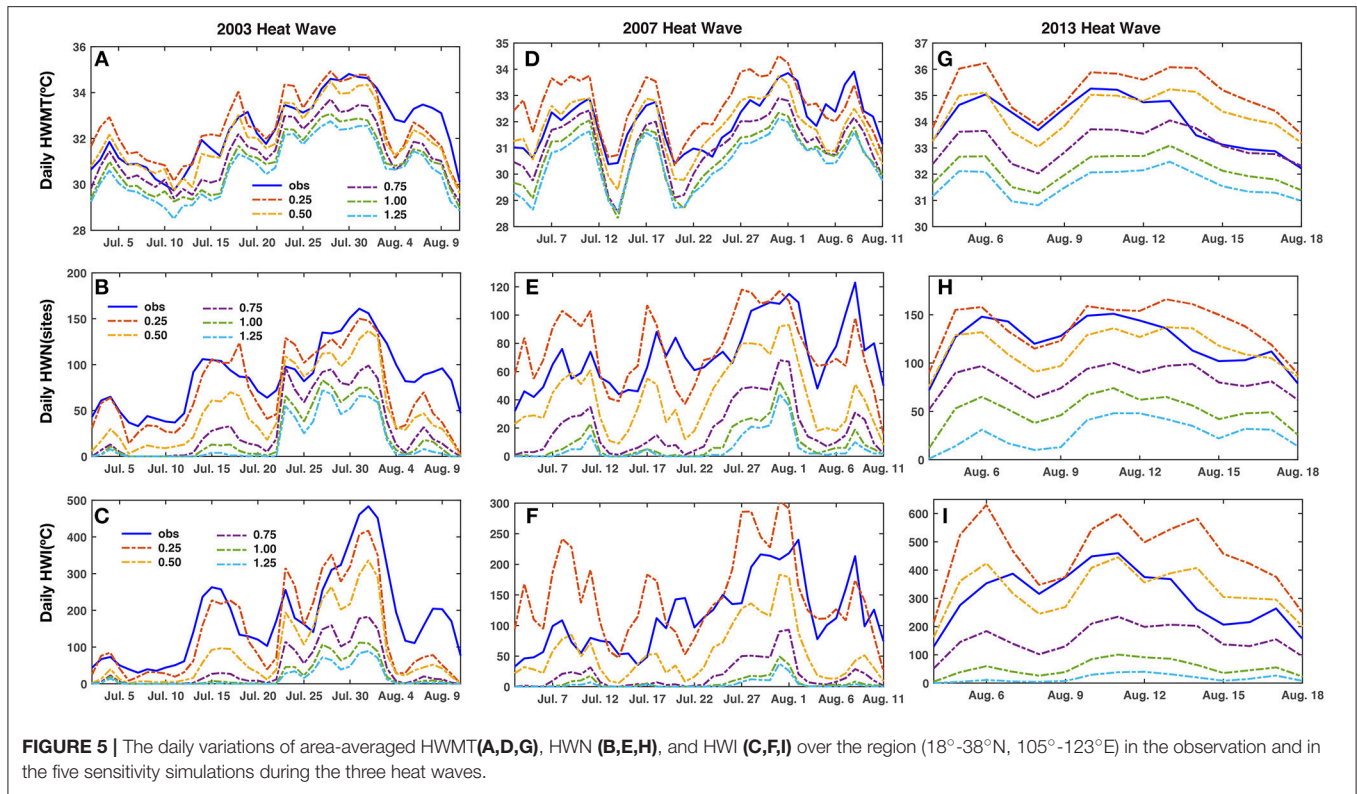 2003 Heat Wave
2007 Heat Wave
2013 Heat Wave
A
Daily HWMT(ºC)
36
34
32
30
28
obs
0.25
0.50
0.75
1.00
1.25
Jul. 5 Jul. 10 Jul. 15 Jul. 20 Jul. 25 Jul. 30 Aug. 4 Aug. 9
D
35
34
33
32
31
30
29
28
Jul. 7 Jul. 12 Jul. 17 Jul. 22 Jul. 27 Aug. 1 Aug. 6 Aug. 11
G
37
36
35
34
33
32
31
30
Aug. 6 Aug. 9 Aug. 12 Aug. 15 Aug. 18
B
Daily HWN(sites)
200
150
100
50
0
obs
0.25
0.50
0.75
1.00
1.25
Jul. 5 Jul. 10 Jul. 15 Jul. 20 Jul. 25 Jul. 30 Aug. 4 Aug. 9
E
120
100
80
60
40
20
0
Jul. 7 Jul. 12 Jul. 17 Jul. 22 Jul. 27 Aug. 1 Aug. 6 Aug. 11
H
150
100
50
0
Aug. 6 Aug. 9 Aug. 12 Aug. 15 Aug. 18
C
Daily HWI(ºC)
500
400
300
200
100
0
obs
0.25
0.50
0.75
1.00
1.25
Jul. 5 Jul. 10 Jul. 15 Jul. 20 Jul. 25 Jul. 30 Aug. 4 Aug. 9
F
300
250
200
150
100
50
0
Jul. 7 Jul. 12 Jul. 17 Jul. 22 Jul. 27 Aug. 1 Aug. 6 Aug. 11
I
600
500
400
300
200
100
0
Aug. 6 Aug. 9 Aug. 12 Aug. 15 Aug. 18
FIGURE 5 | The daily variations of area-averaged HWMT(A,D,G), HWN (B,E,H), and HWI (C,F,I) over the region (18°-38°N, 105°-123°E) in the observation and in
the five sensitivity simulations during the three heat waves.